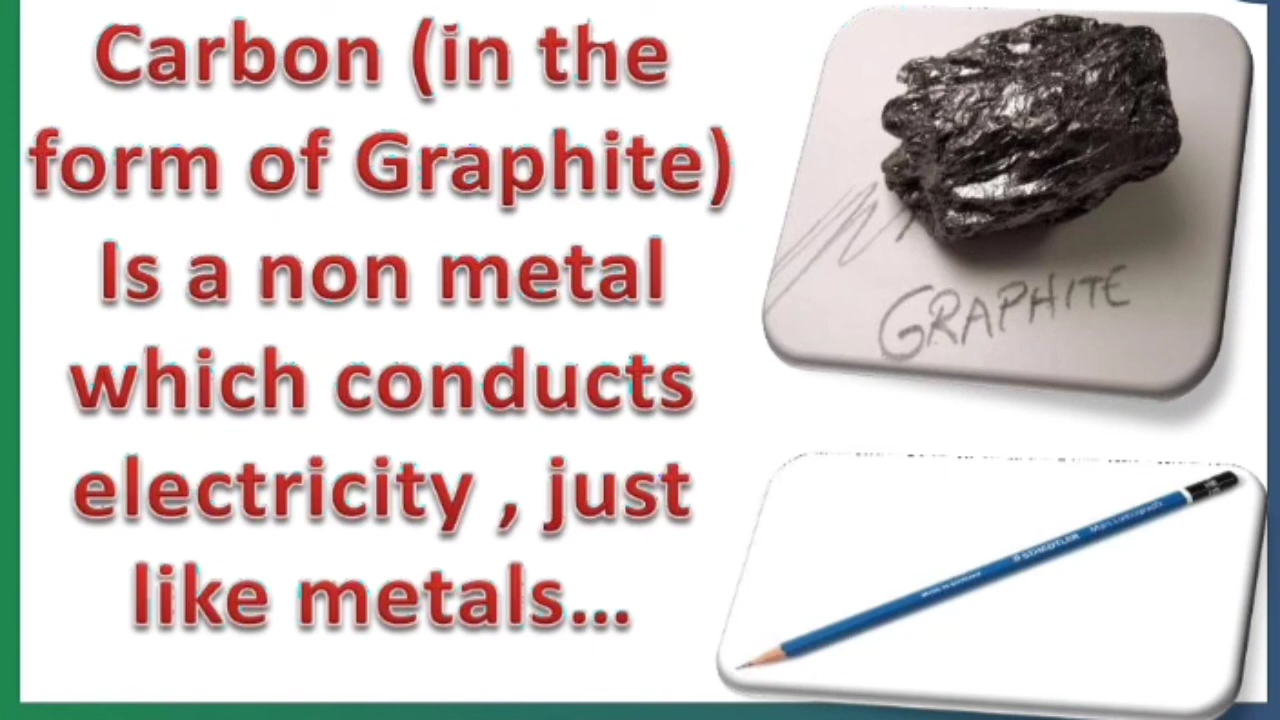 Carbon (in the
form of Graphite)
Is a non metal
which conducts
electricity , just
like metals...
GRAPHITE
STAEDTLER